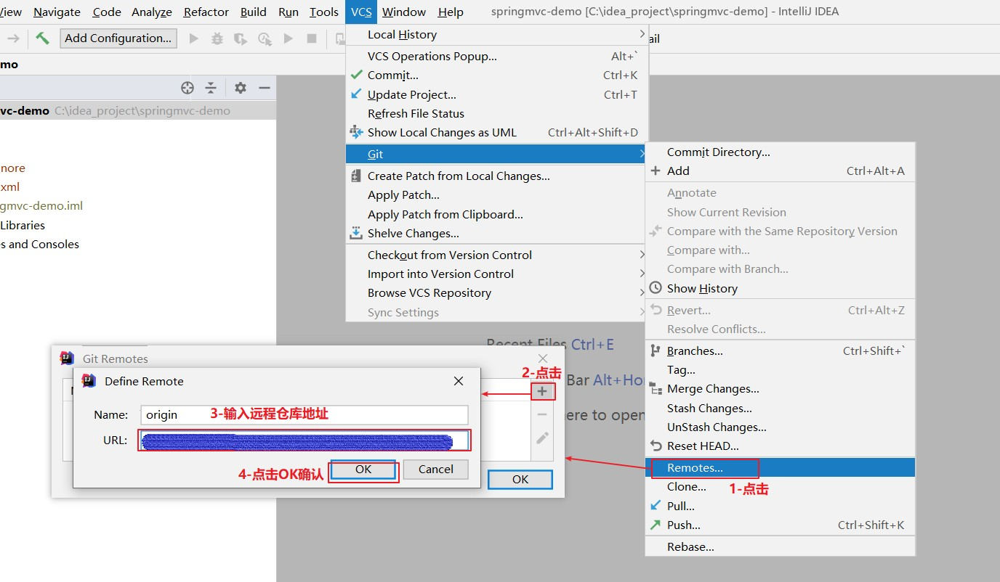 View Navigate Code Analyze Refactor Build Run Tools VCS Window Help springmvc-demo [C:\idea_project\springmvc-demo] - IntelliJ IDEA
Add Configuration...
Local History
VCS Operations Popup... Alt+`
Commit... Ctrl+K
Update Project... Ctrl+T
Refresh File Status
Show Local Changes as UML Ctrl+Alt+Shift+D
Git
Create Patch from Local Changes...
Apply Patch...
Apply Patch from Clipboard...
Shelve Changes...
Checkout from Version Control
Import into Version Control
Browse VCS Repository
Sync Settings
ail
mo
vc-demo C:\idea_project\springmvc-demo
nore
xml
gmvc-demo.iml
Libraries
s and Consoles
Commit Directory...
Add Ctrl+Alt+A
Annotate
Show Current Revision
Compare with the Same Repository Version
Compare with...
Compare with Branch...
Show History
Revert... Ctrl+Alt+Z
Resolve Conflicts...
Branches... Ctrl+Shift+`
Tag...
Merge Changes...
Stash Changes...
UnStash Changes...
Reset HEAD...
Remotes...
1-点击
Clone...
Pull...
Push... Ctrl+Shift+K
Rebase...
Recent Files Ctrl+E
Bar Alt+Ho
ere to open
Git Remotes
2-点击
Define Remote
Name: origin 3-输入远程仓库地址
URL:
4-点击OK确认 OK Cancel
OK